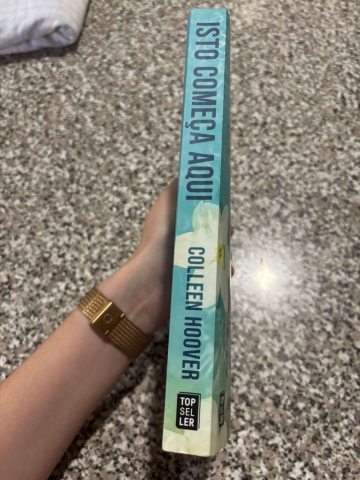 ISTO COMEÇA AQUI
COLLEEN HOOVER
TOP
SEL
LER